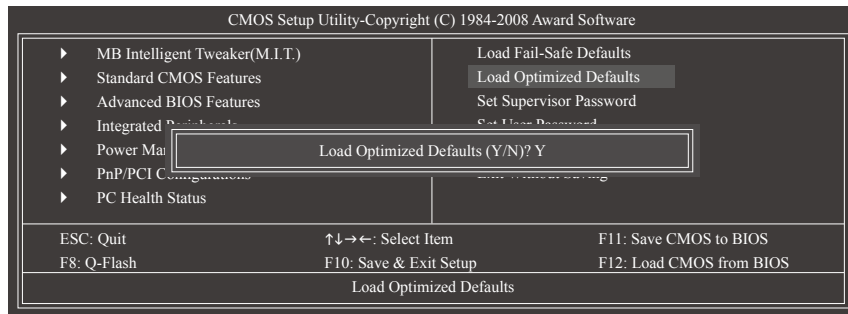 CMOS Setup Utility-Copyright (C) 1984-2008 Award Software
MB Intelligent Tweaker(M.I.T.)
Standard CMOS Features
Advanced BIOS Features
Integrated
Power
PnP/PCI
PC Health Status
Load Fail-Safe Defaults
Load Optimized Defaults
Set Supervisor Password
Set User Password
Load Optimized Defaults (Y/N)? Y
ESC: Quit
↑↓→←: Select Item
F11: Save CMOS to BIOS
F8: Q-Flash
F10: Save & Exit Setup
F12: Load CMOS from BIOS
Load Optimized Defaults